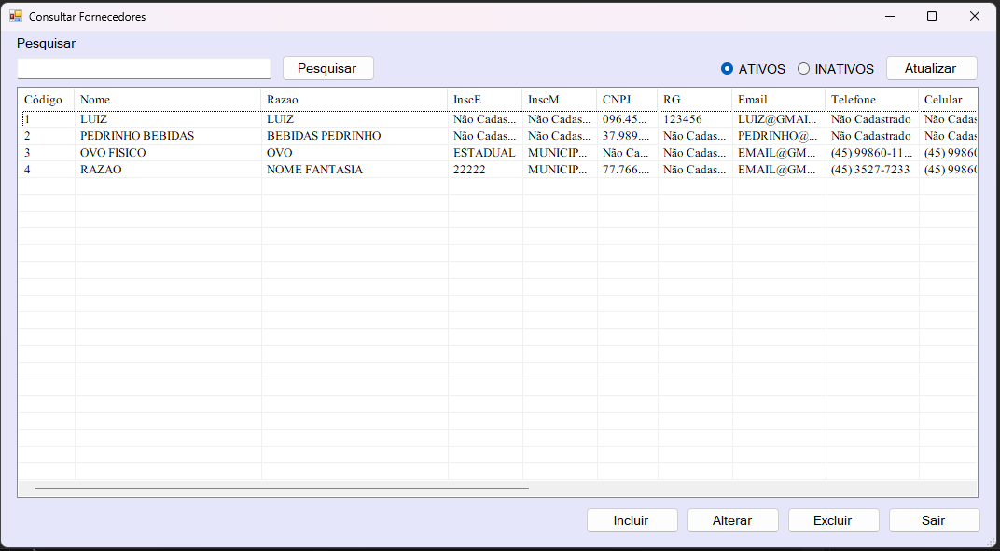 Consultar Fornecedores
Pesquisar
Pesquisar ATIVOS INATIVOS Atualizar
Código Nome Razao InscE InscM CNPJ RG Email Telefone Celular
1 LUIZ LUIZ Não Cadas... Não Cadas... 096.45... 123456 LUIZ@GMAI... Não Cadastrado Não Cadas
2 PEDRINHO BEBIDAS BEBIDAS PEDRINHO Não Cadas... Não Cadas... 37.989.... Não Cadas... PEDRINHO@... Não Cadastrado Não Cadas
3 OVO FISICO OVO ESTADUAL MUNICIP... Não Ca... Não Cadas... EMAIL@GM... (45) 99860-11... (45) 99860
4 RAZAO NOME FANTASIA 22222 MUNICIP... 77.766.... Não Cadas... EMAIL@GM... (45) 3527-7233 (45) 99860
Incluir Alterar Excluir Sair